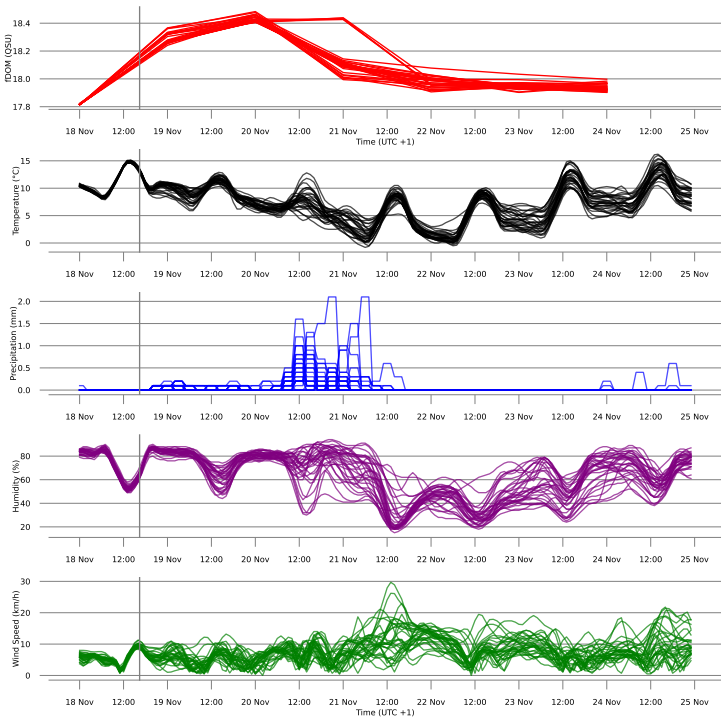 fDOM (QSU)
18.4
18.2
18.0
17.8
18 Nov 12:00 19 Nov 12:00 20 Nov 12:00 21 Nov 12:00 22 Nov 12:00 23 Nov 12:00 24 Nov 12:00 25 Nov
Time (UTC +1)
Temperature (°C)
15
10
5
0
18 Nov 12:00 19 Nov 12:00 20 Nov 12:00 21 Nov 12:00 22 Nov 12:00 23 Nov 12:00 24 Nov 12:00 25 Nov
Precipitation (mm)
2.0
1.5
1.0
0.5
0.0
18 Nov 12:00 19 Nov 12:00 20 Nov 12:00 21 Nov 12:00 22 Nov 12:00 23 Nov 12:00 24 Nov 12:00 25 Nov
Humidity (%)
80
60
40
20
18 Nov 12:00 19 Nov 12:00 20 Nov 12:00 21 Nov 12:00 22 Nov 12:00 23 Nov 12:00 24 Nov 12:00 25 Nov
Wind Speed (km/h)
30
20
10
0
18 Nov 12:00 19 Nov 12:00 20 Nov 12:00 21 Nov 12:00 22 Nov 12:00 23 Nov 12:00 24 Nov 12:00 25 Nov
Time (UTC +1)